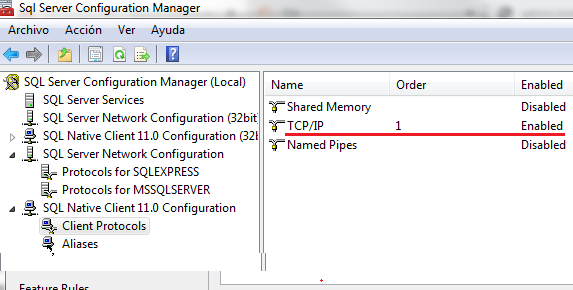 Sql Server Configuration Manager
Archivo Acción Ver Ayuda
SQL Server Configuration Manager (Local)
SQL Server Services
SQL Server Network Configuration (32bit
SQL Native Client 11.0 Configuration (32l
SQL Server Network Configuration
Protocols for SQLEXPRESS
Protocols for MSSQLSERVER
SQL Native Client 11.0 Configuration
Client Protocols
Aliases
Name Order Enabled
Shared Memory Disabled
TCP/IP 1 Enabled
Named Pipes Disabled
Feature Rules